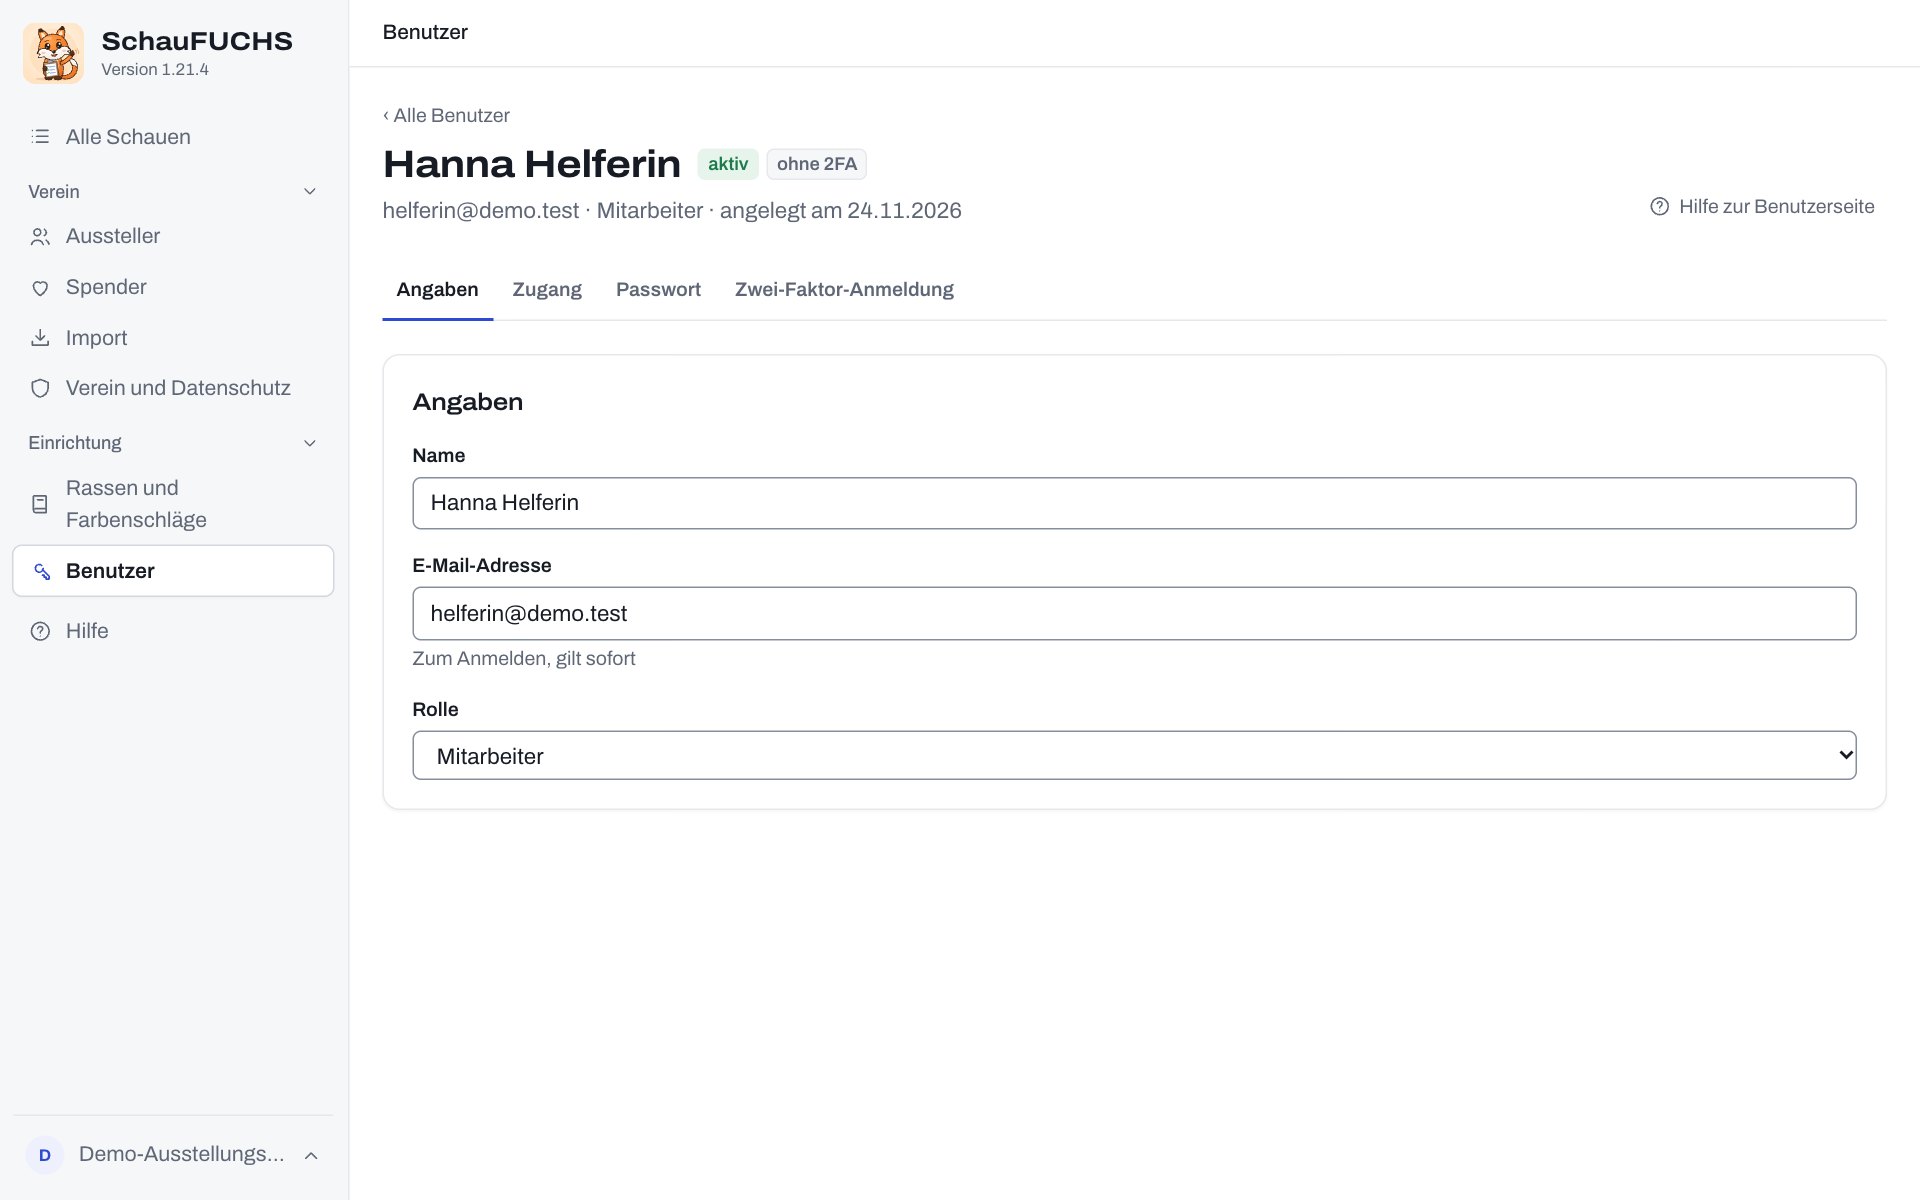 SchauFUCHS
Version 1.21.4
Alle Schauen
Verein
Aussteller
Spender
Import
Verein und Datenschutz
Einrichtung
Rassen und
Farbenschläge
Benutzer
Hilfe
D
Demo-Ausstellungs...
Benutzer
‹ Alle Benutzer
Hanna Helferin aktiv ohne 2FA
helferin@demo.test · Mitarbeiter · angelegt am 24.11.2026
Hilfe zur Benutzerseite
Angaben Zugang Passwort Zwei-Faktor-Anmeldung
Angaben
Name
Hanna Helferin
E-Mail-Adresse
helferin@demo.test
Zum Anmelden, gilt sofort
Rolle
Mitarbeiter